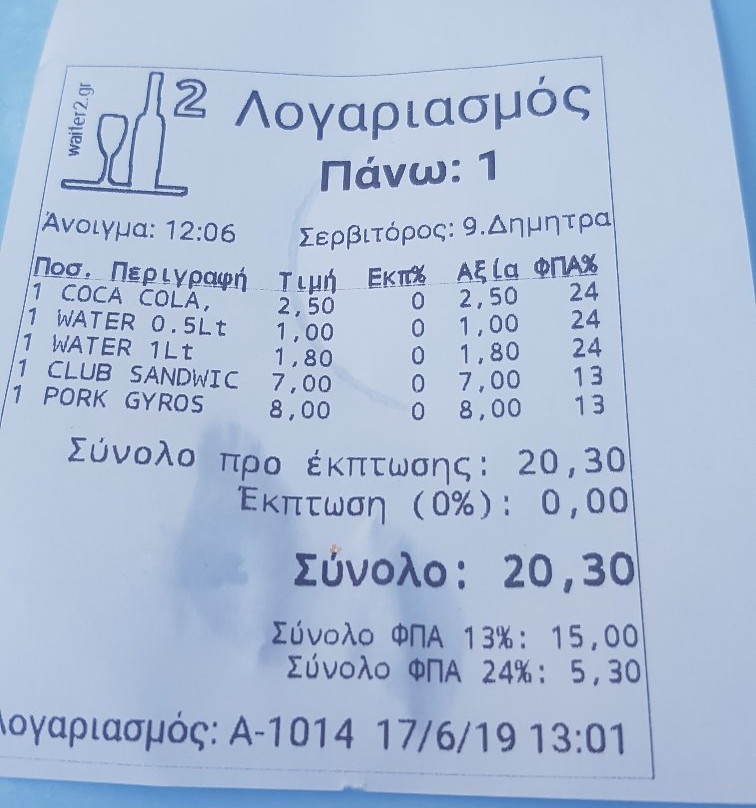 waiter2.gr
2 Λογαριασμός
Πάνω: 1
Άνοιγμα: 12:06 Σερβιτόρος: 9.Δημητρα
Ποσ. Περιγραφή Τιμή Εκπ% Αξία ΦΠΑ%
1 COCA COLA, 2,50 0 2,50 24
1 WATER 0.5Lt 1,00 0 1,00 24
1 WATER 1Lt 1,80 0 1,80 24
1 CLUB SANDWIC 7,00 0 7,00 13
1 PORK GYROS 8,00 0 8,00 13
Σύνολο προ έκπτωσης: 20,30
Έκπτωση (0%): 0,00
Σύνολο: 20,30
Σύνολο ΦΠΑ 13%: 15,00
Σύνολο ΦΠΑ 24%: 5,30
λογαριασμός: A-1014 17/6/19 13:01